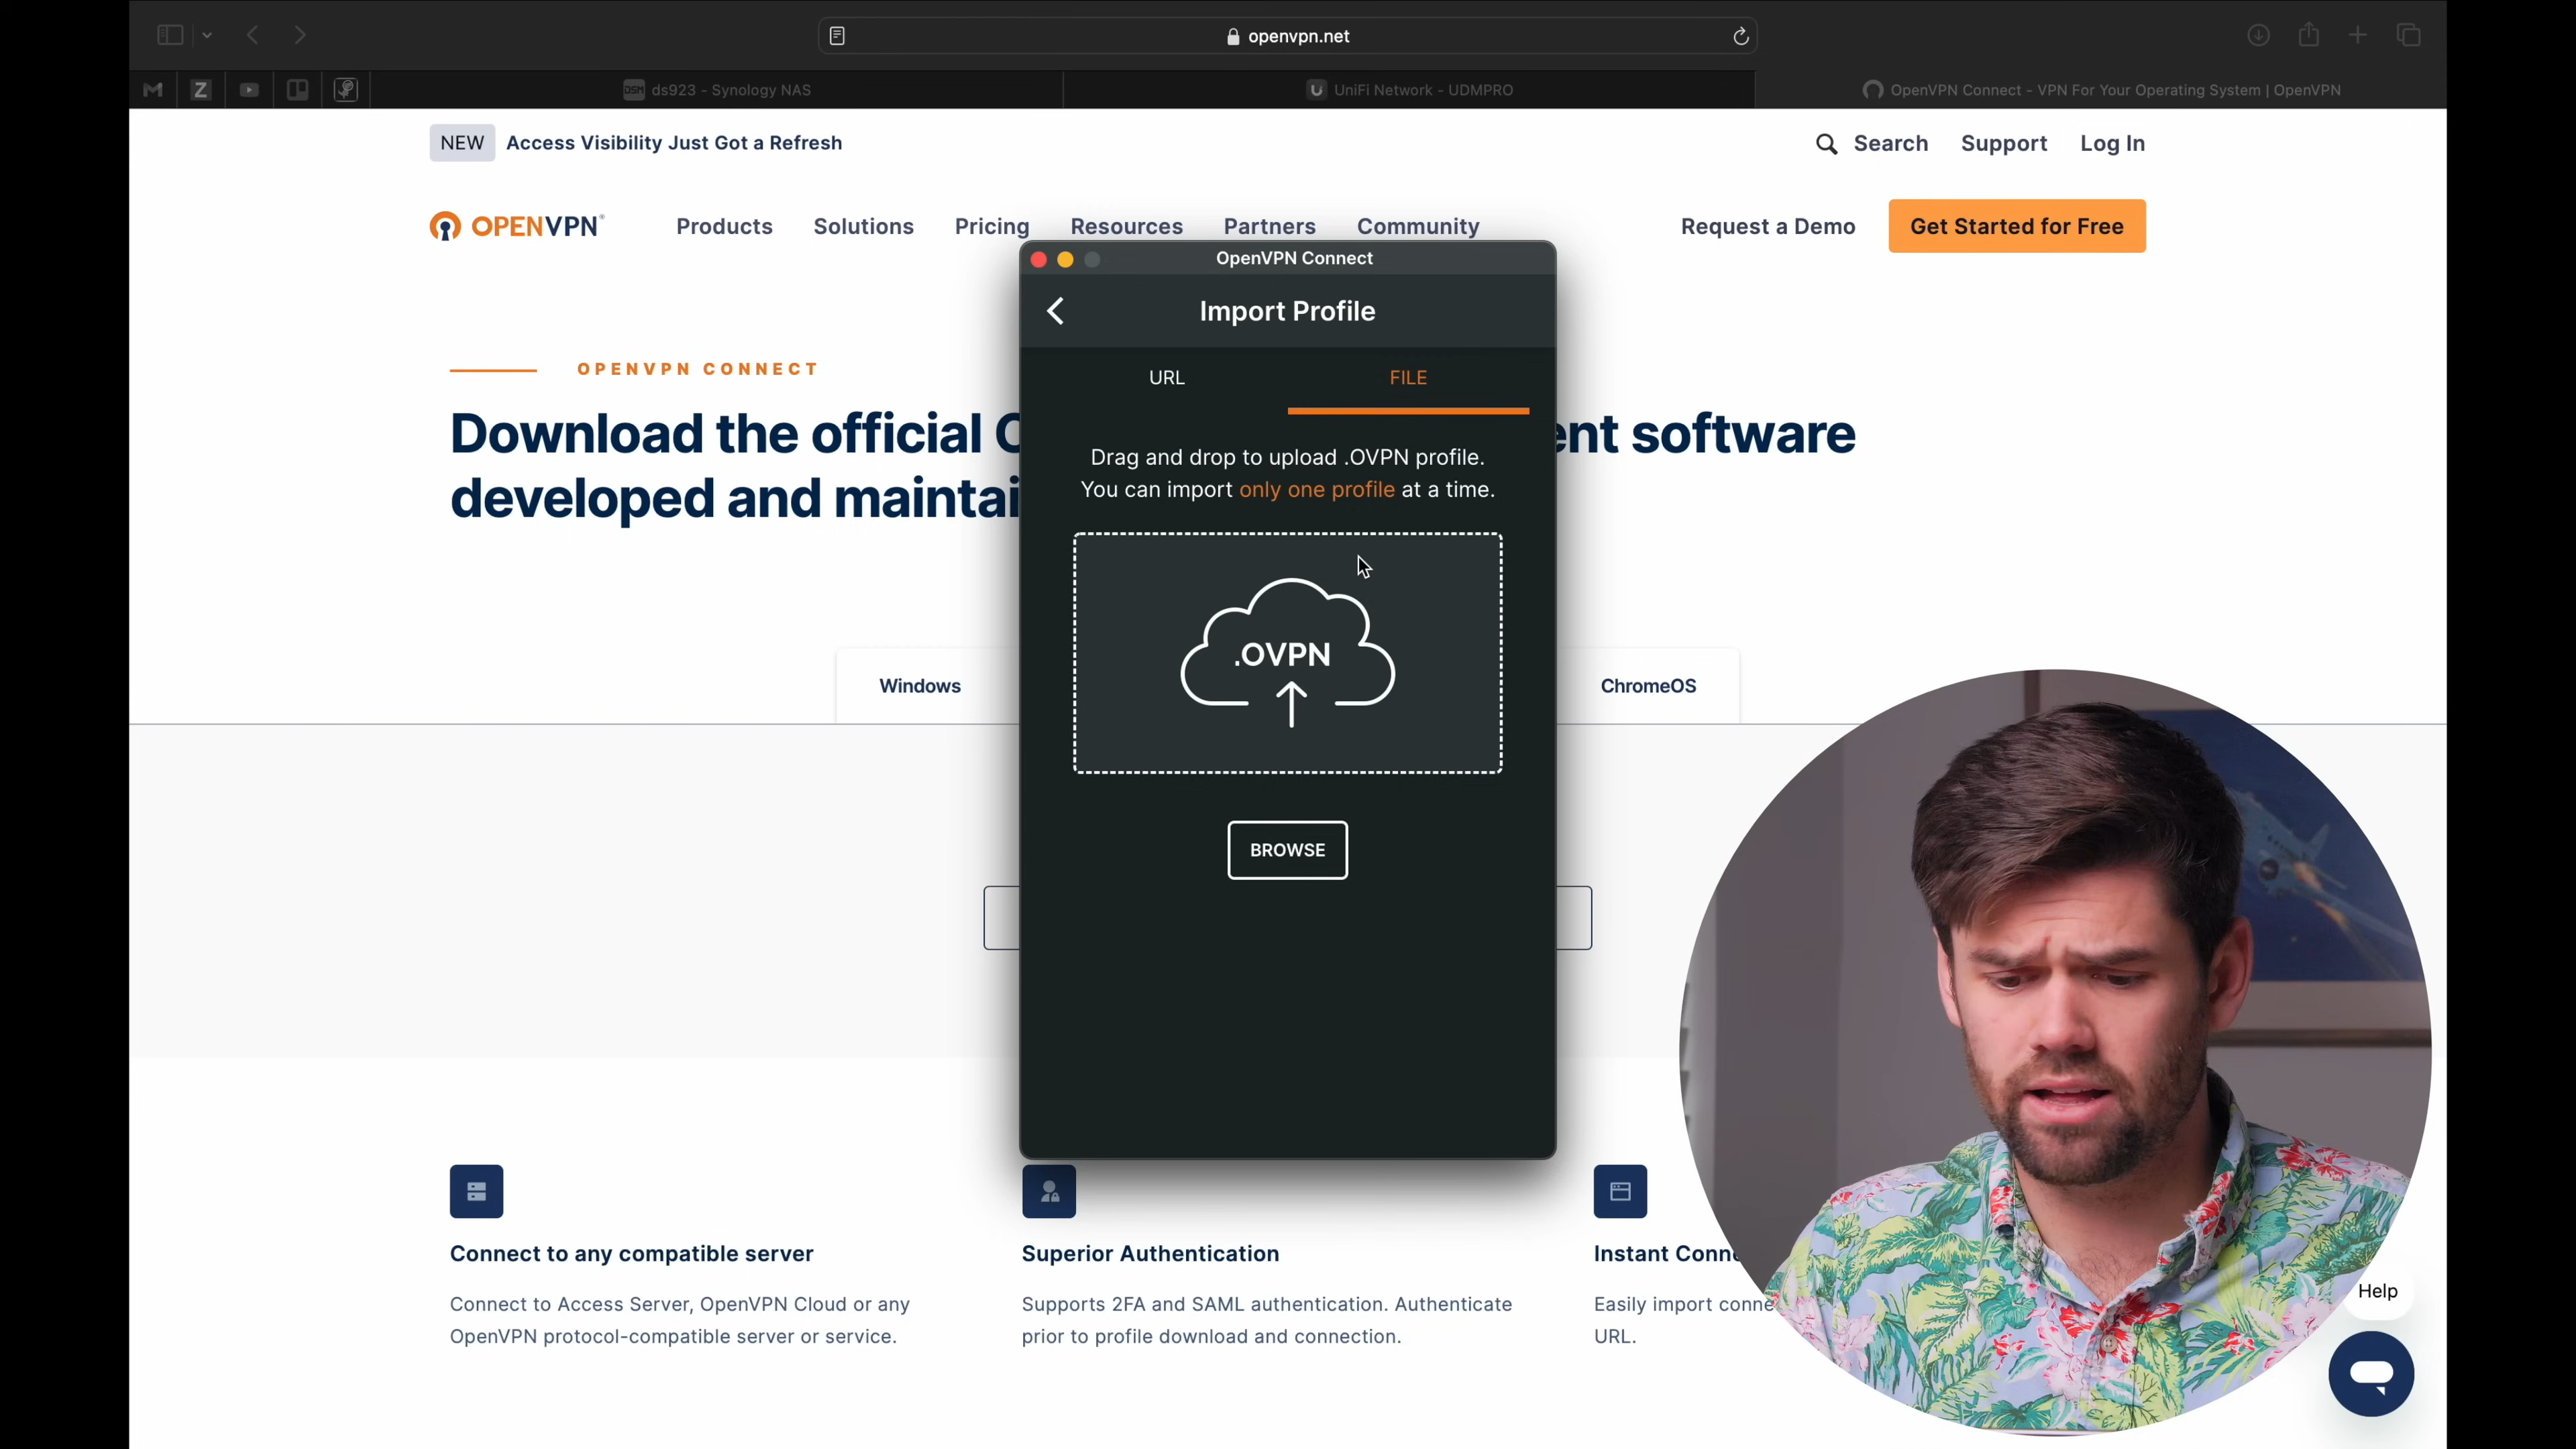 openvpn.net
Z
DSM ds923 - Synology NAS
U UniFi Network - UDMPRO
OpenVPN Connect - VPN For Your Operating System | OpenVPN
NEW Access Visibility Just Got a Refresh
Search Support Log In
OPENVPN
Products Solutions Pricing Resources Partners Community
Request a Demo Get Started for Free
OpenVPN Connect
Import Profile
URL FILE
Drag and drop to upload .OVPN profile.
You can import only one profile at a time.
.OVPN
BROWSE
OPENVPN CONNECT
Download the official ent software
developed and maintai
Windows
ChromeOS
Connect to any compatible server
Connect to Access Server, OpenVPN Cloud or any
OpenVPN protocol-compatible server or service.
Superior Authentication
Supports 2FA and SAML authentication. Authenticate
prior to profile download and connection.
Instant Conn
Easily import conne
URL.
Help